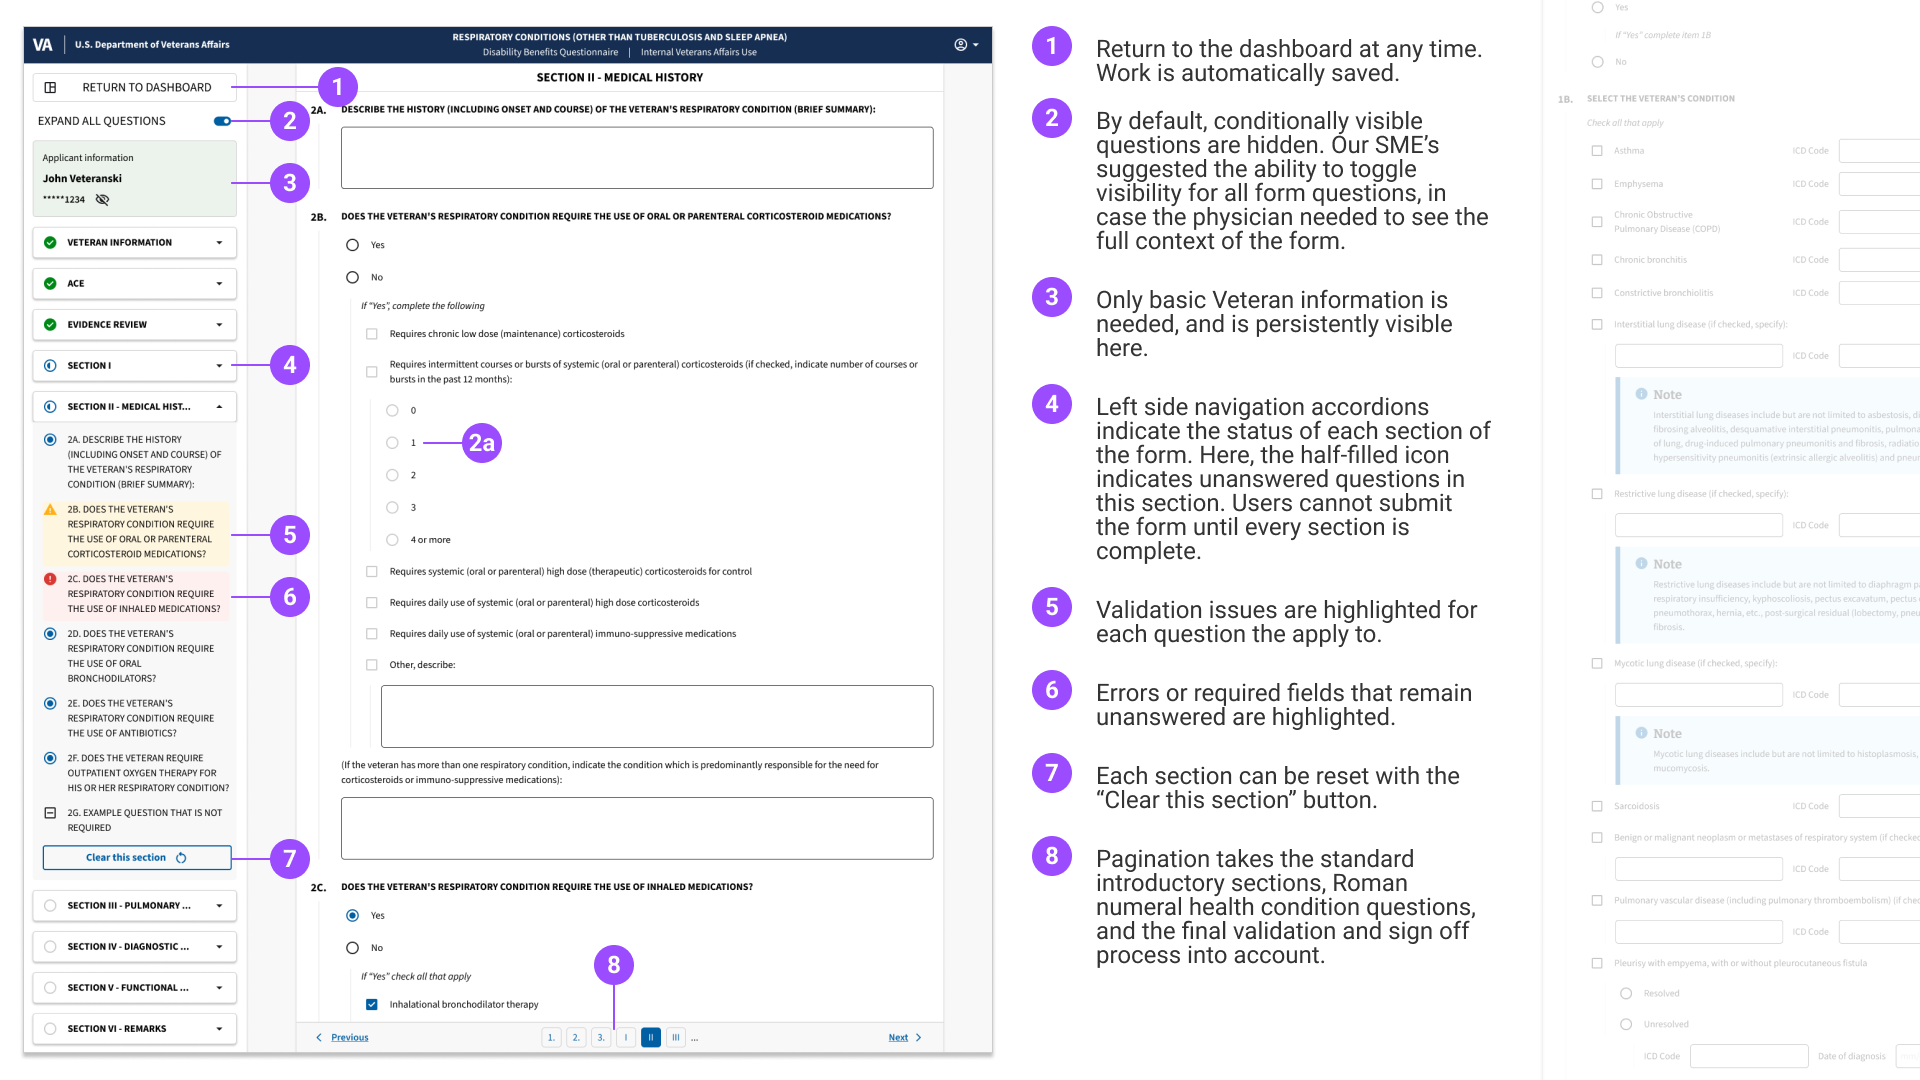 VA
U.S. Department of Veterans Affairs
RESPIRATORY CONDITIONS (OTHER THAN TUBERCULOSIS AND SLEEP APNEA)
Disability Benefits Questionnaire | Internal Veterans Affairs Use
RETURN TO DASHBOARD
1
EXPAND ALL QUESTIONS
2
Applicant information
John Veteranski
*****1234
3
VETERAN INFORMATION
ACE
EVIDENCE REVIEW
SECTION I
4
SECTION II - MEDICAL HIST...
2A. DESCRIBE THE HISTORY
(INCLUDING ONSET AND COURSE) OF
THE VETERAN'S RESPIRATORY
CONDITION (BRIEF SUMMARY):
2B. DOES THE VETERAN'S
RESPIRATORY CONDITION REQUIRE
THE USE OF ORAL OR PARENTERAL
CORTICOSTEROID MEDICATIONS?
5
2C. DOES THE VETERAN'S
RESPIRATORY CONDITION REQUIRE
THE USE OF INHALED MEDICATIONS?
6
2D. DOES THE VETERAN'S
RESPIRATORY CONDITION REQUIRE
THE USE OF ORAL
BRONCHODILATORS?
2E. DOES THE VETERAN'S
RESPIRATORY CONDITION REQUIRE
THE USE OF ANTIBIOTICS?
2F. DOES THE VETERAN REQUIRE
OUTPATIENT OXYGEN THERAPY FOR
HIS OR HER RESPIRATORY CONDITION?
2G. EXAMPLE QUESTION THAT IS NOT
REQUIRED
Clear this section
7
SECTION III - PULMONARY ...
SECTION IV - DIAGNOSTIC ...
SECTION V - FUNCTIONAL ...
SECTION VI - REMARKS
SECTION II - MEDICAL HISTORY
2A. DESCRIBE THE HISTORY (INCLUDING ONSET AND COURSE) OF THE VETERAN'S RESPIRATORY CONDITION (BRIEF SUMMARY):
2B. DOES THE VETERAN'S RESPIRATORY CONDITION REQUIRE THE USE OF ORAL OR PARENTERAL CORTICOSTEROID MEDICATIONS?
Yes
No
If "Yes", complete the following
Requires chronic low dose (maintenance) corticosteroids
Requires intermittent courses or bursts of systemic (oral or parenteral) corticosteroids (if checked, indicate number of courses or
bursts in the past 12 months):
0
1
2a
2
3
4 or more
Requires systemic (oral or parenteral) high dose (therapeutic) corticosteroids for control
Requires daily use of systemic (oral or parenteral) high dose corticosteroids
Requires daily use of systemic (oral or parenteral) immuno-suppressive medications
Other, describe:
(If the veteran has more than one respiratory condition, indicate the condition which is predominantly responsible for the need for
corticosteroids or immuno-suppressive medications):
2C. DOES THE VETERAN'S RESPIRATORY CONDITION REQUIRE THE USE OF INHALED MEDICATIONS?
Yes
No
If "Yes" check all that apply
Inhalational bronchodilator therapy
8
Previous
1. 2. 3. I II III ...
Next
1
Return to the dashboard at any time.
Work is automatically saved.
2
By default, conditionally visible
questions are hidden. Our SME's
suggested the ability to toggle
visibility for all form questions, in
case the physician needed to see the
full context of the form.
3
Only basic Veteran information is
needed, and is persistently visible
here.
4
Left side navigation accordions
indicate the status of each section of
the form. Here, the half-filled icon
indicates unanswered questions in
this section. Users cannot submit
the form until every section is
complete.
5
Validation issues are highlighted for
each question the apply to.
6
Errors or required fields that remain
unanswered are highlighted.
7
Each section can be reset with the
“Clear this section” button.
8
Pagination takes the standard
introductory sections, Roman
numeral health condition questions,
and the final validation and sign off
process into account.
Yes
If "Yes" complete item 1B
No
1B. SELECT THE VETERAN'S CONDITION
Check all that apply
Asthma ICD Code
Emphysema ICD Code
Chronic Obstructive
Pulmonary Disease (COPD) ICD Code
Chronic bronchitis ICD Code
Constrictive bronchiolitis ICD Code
Interstitial lung disease (if checked, specify):
ICD Code
Note
Interstitial lung diseases include but are not limited to asbestosis,
fibrosing alveolitis, desquamative interstitial pneumonitis,
of lung, drug-induced pulmonary pneumonitis and fibrosis,
hypersensitivity pneumonitis (extrinsic allergic alveolitis) and
Restrictive lung disease (if checked, specify):
ICD Code
Note
Restrictive lung diseases include but are not limited to diaphragm
respiratory insufficiency, kyphoscoliosis, pectus excavatum, pectus
pneumothorax, hernia, etc., post-surgical residual (lobectomy,
fibrosis.
Mycotic lung disease (if checked, specify):
ICD Code
Note
Mycotic lung diseases include but are not limited to histoplasmosis,
mucomycosis.
Sarcoidosis ICD Code
Benign or malignant neoplasm or metastases of respiratory system (if checked
ICD Code
Pulmonary vascular disease (including pulmonary thromboembolism) (if
ICD Code
Pleurisy with empyema, with or without pleurocutaneous fistula
Resolved
Unresolved
ICD Code Date of diagnosis